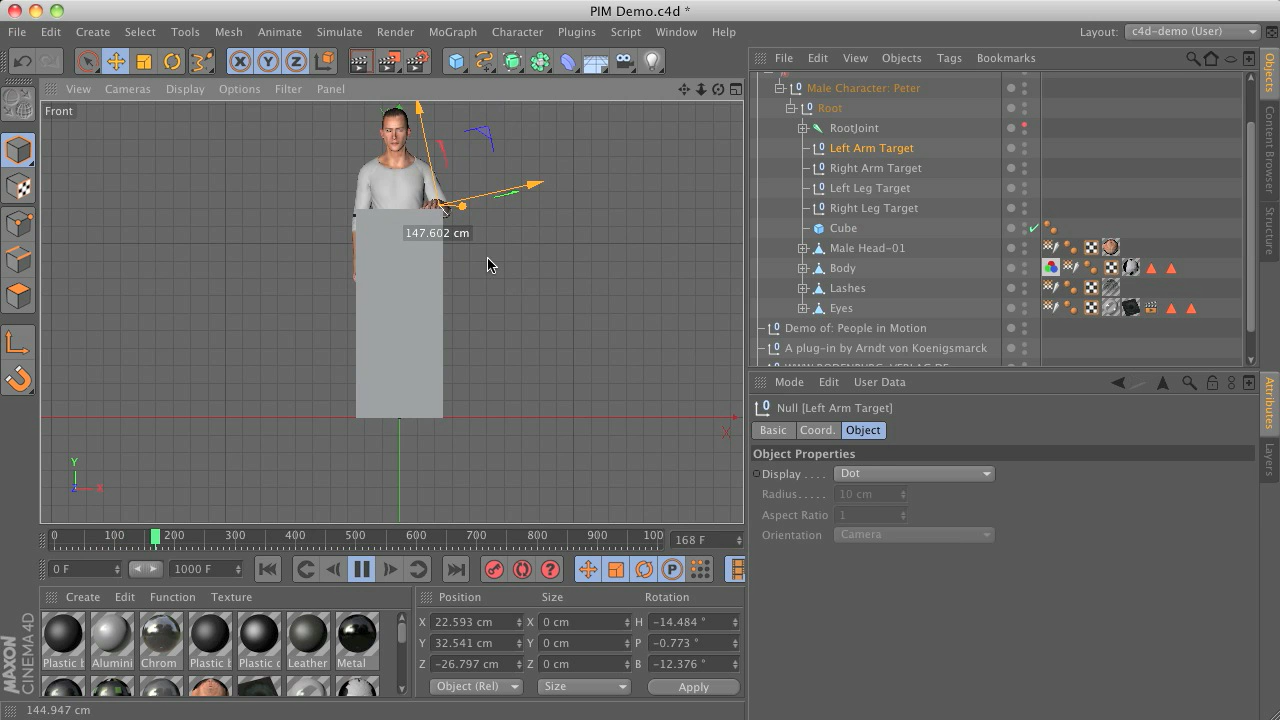 PIM Demo.c4d *
File Edit Create Select Tools Mesh Animate Simulate Render MoGraph Character Plugins Script Window Help
Layout: c4d-demo (User)
X Y Z
View Cameras Display Options Filter Panel
Front
147.602 cm
X
Y
Z X
File Edit View Objects Tags Bookmarks
Male Character: Peter
Root
RootJoint
Left Arm Target
Right Arm Target
Left Leg Target
Right Leg Target
Cube
Male Head-01
Body
Lashes
Eyes
Demo of: People in Motion
A plug-in by Arndt von Koenigsmarck
Objects
Content Browser
Structure
Mode Edit User Data
Null [Left Arm Target]
Basic Coord. Object
Object Properties
Display . . . . Dot
Radius. . . . . 10 cm
Aspect Ratio 1
Orientation Camera
Attributes
Layers
0 100 200 300 400 500 600 700 800 900 100
168 F
0 F 1000 F
P
Create Edit Function Texture
Plastic Alumini Chrom Plastic Plastic Leather Metal
Position Size Rotation
X 22.593 cm X 0 cm H -14.484 °
Y 32.541 cm Y 0 cm P -0.773 °
Z -26.797 cm Z 0 cm B -12.376 °
Object (Rel) Size Apply
MAXON
CINEMA 4D
144.947 cm